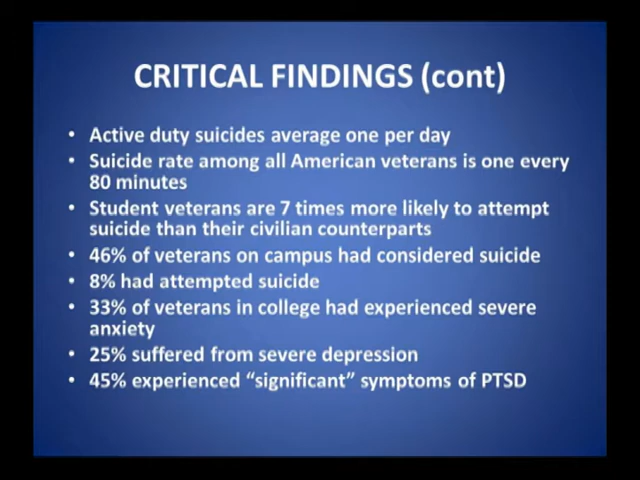 CRITICAL FINDINGS (cont)
• Active duty suicides average one per day
• Suicide rate among all American veterans is one every
80 minutes
• Student veterans are 7 times more likely to attempt
suicide than their civilian counterparts
• 46% of veterans on campus had considered suicide
• 8% had attempted suicide
• 33% of veterans in college had experienced severe
anxiety
• 25% suffered from severe depression
• 45% experienced “significant” symptoms of PTSD